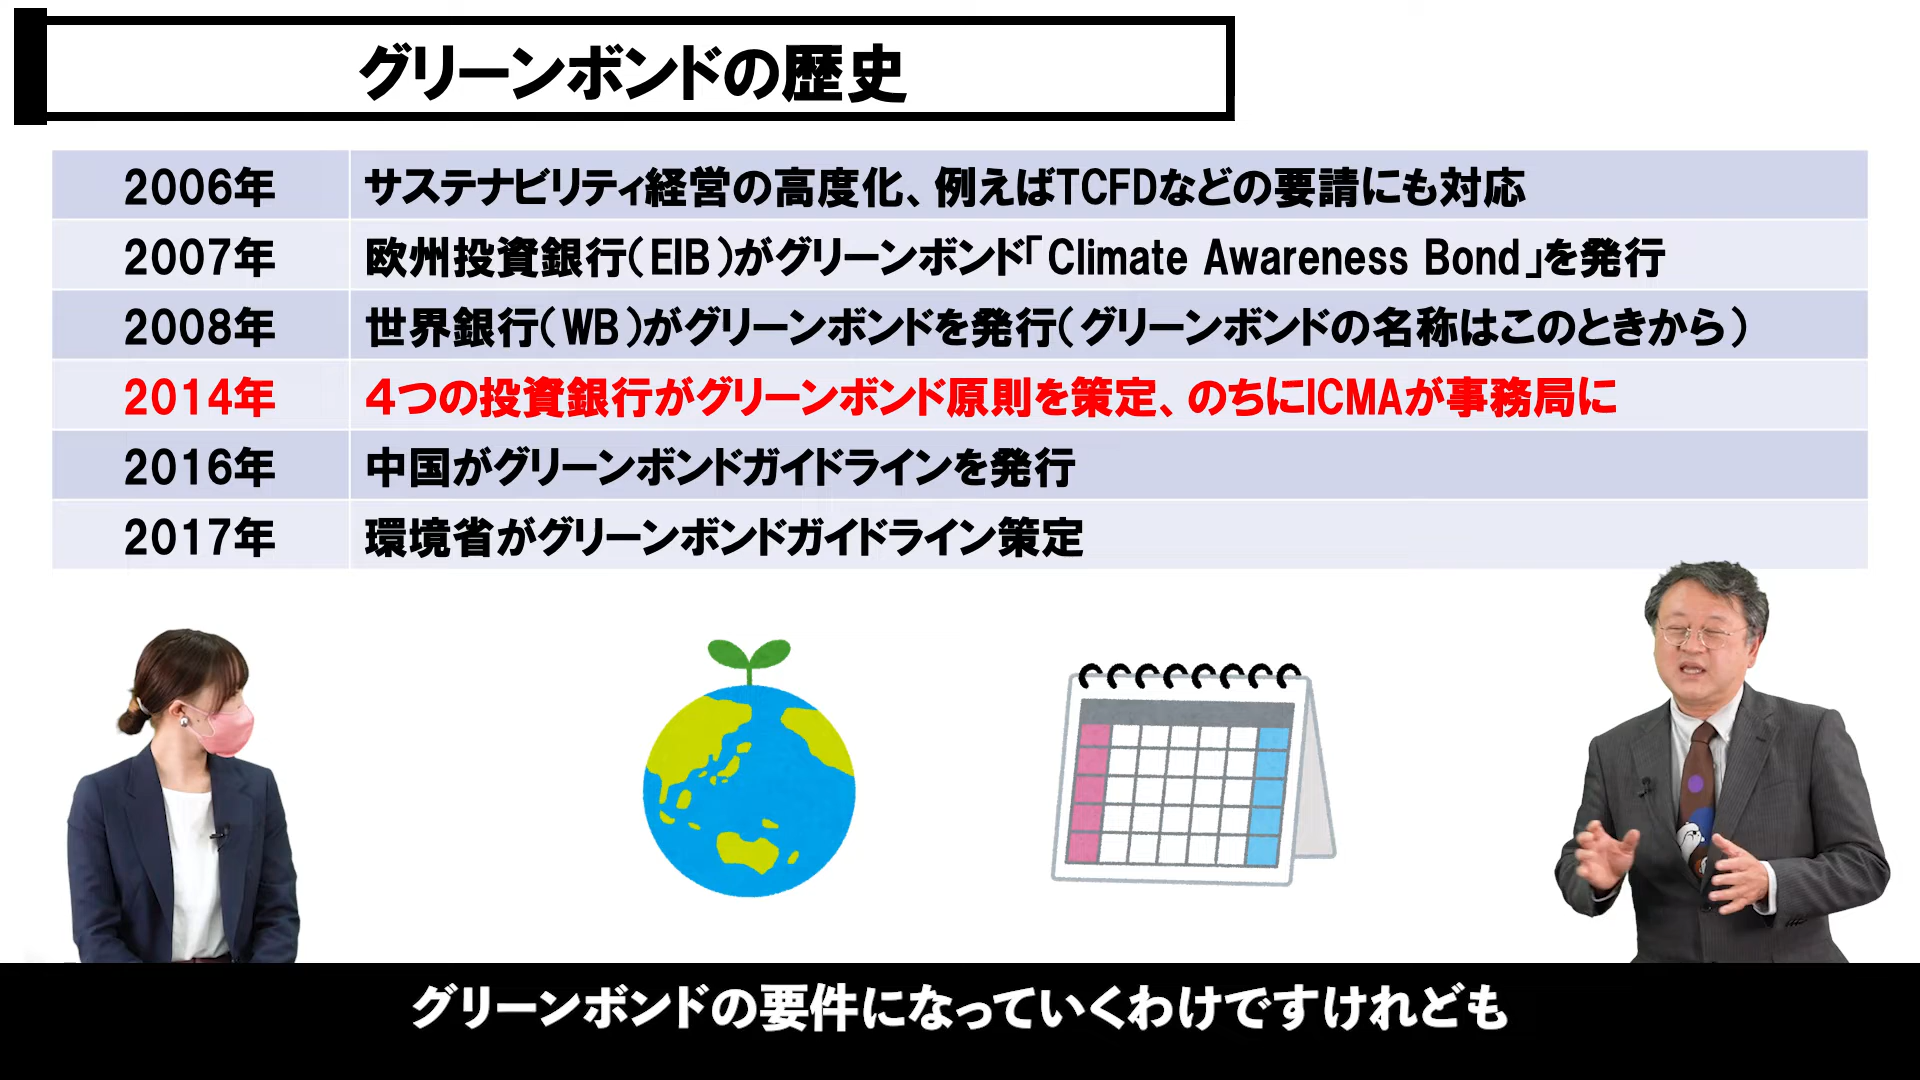 グリーンボンドの歴史
2006年 サステナビリティ経営の高度化、例えばTCFDなどの要請にも対応
2007年 欧州投資銀行（EIB）がグリーンボンド「Climate Awareness Bond」を発行
2008年 世界銀行（WB）がグリーンボンドを発行（グリーンボンドの名称はこのときから）
2014年 4つの投資銀行がグリーンボンド原則を策定、のちにICMAが事務局に
2016年 中国がグリーンボンドガイドラインを発行
2017年 環境省がグリーンボンドガイドライン策定
グリーンボンドの要件になっていくわけですけれども